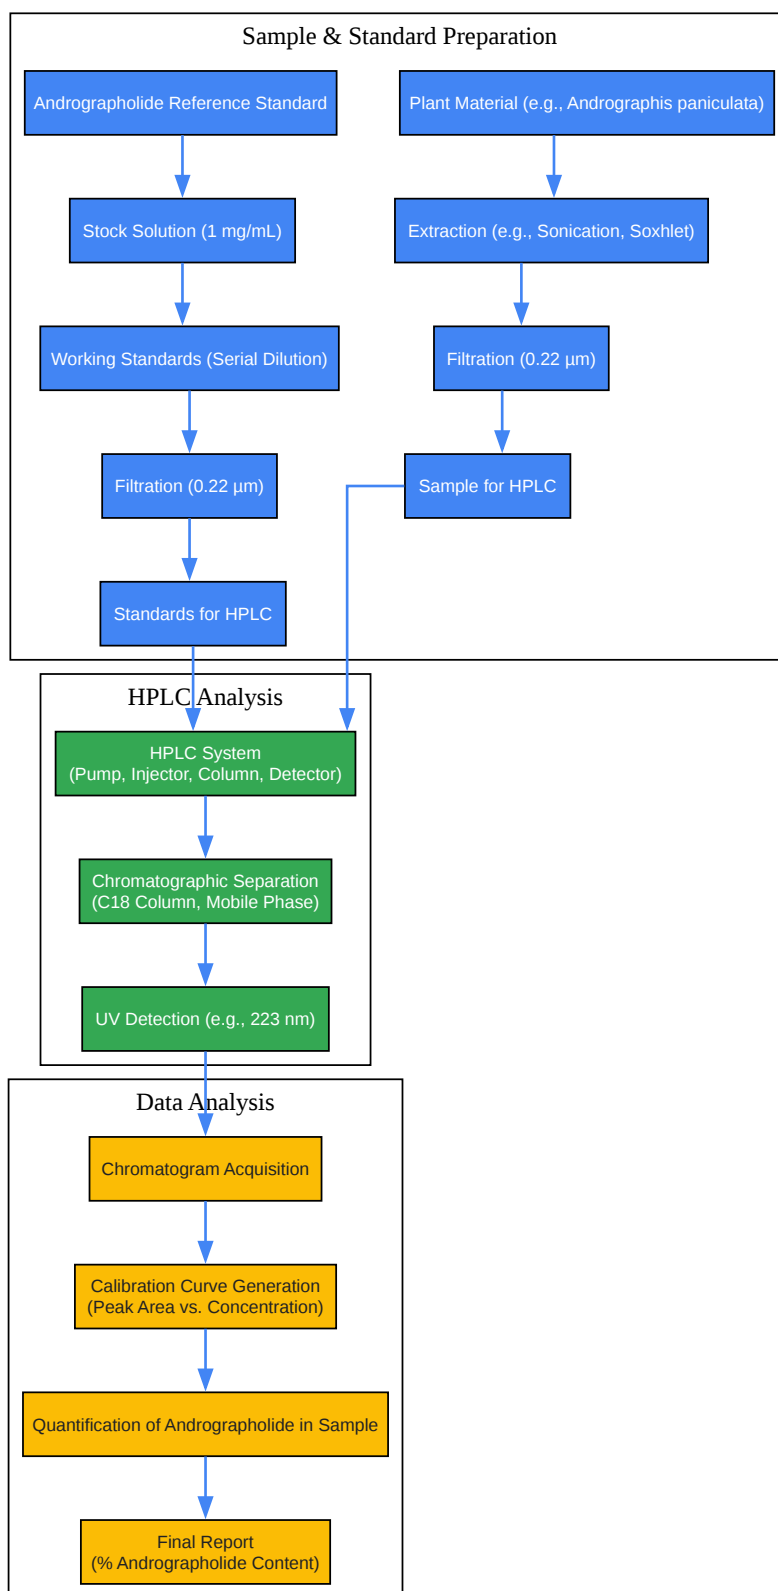 Sample & Standard Preparation
Andrographolide Reference Standard
Plant Material (e.g., Andrographis paniculata)
Stock Solution (1 mg/mL)
Extraction (e.g., Sonication, Soxhlet)
Working Standards (Serial Dilution)
Filtration (0.22 µm)
Filtration (0.22 µm)
Sample for HPLC
Standards for HPLC
HPLC Analysis
HPLC System
(Pump, Injector, Column, Detector)
Chromatographic Separation
(C18 Column, Mobile Phase)
UV Detection (e.g., 223 nm)
Data Analysis
Chromatogram Acquisition
Calibration Curve Generation
(Peak Area vs. Concentration)
Quantification of Andrographolide in Sample
Final Report
(% Andrographolide Content)